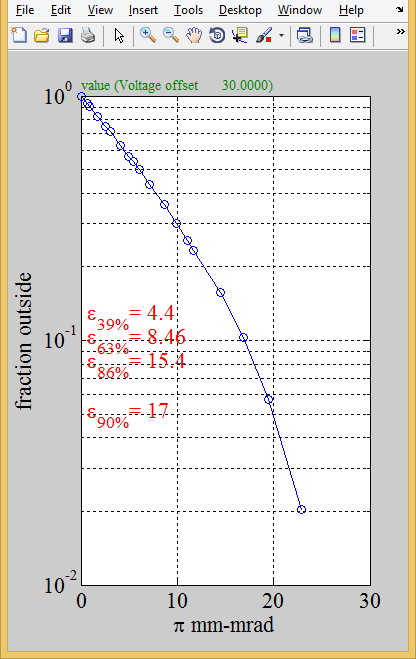 File Edit View Insert Tools Desktop Window Help
value (Voltage offset 30.0000)
10^0
ε39% = 4.4
10^-1
ε63% = 8.46
ε86% = 15.4
ε90% = 17
fraction outside
10^-2
0 10 20 30
π mm-mrad